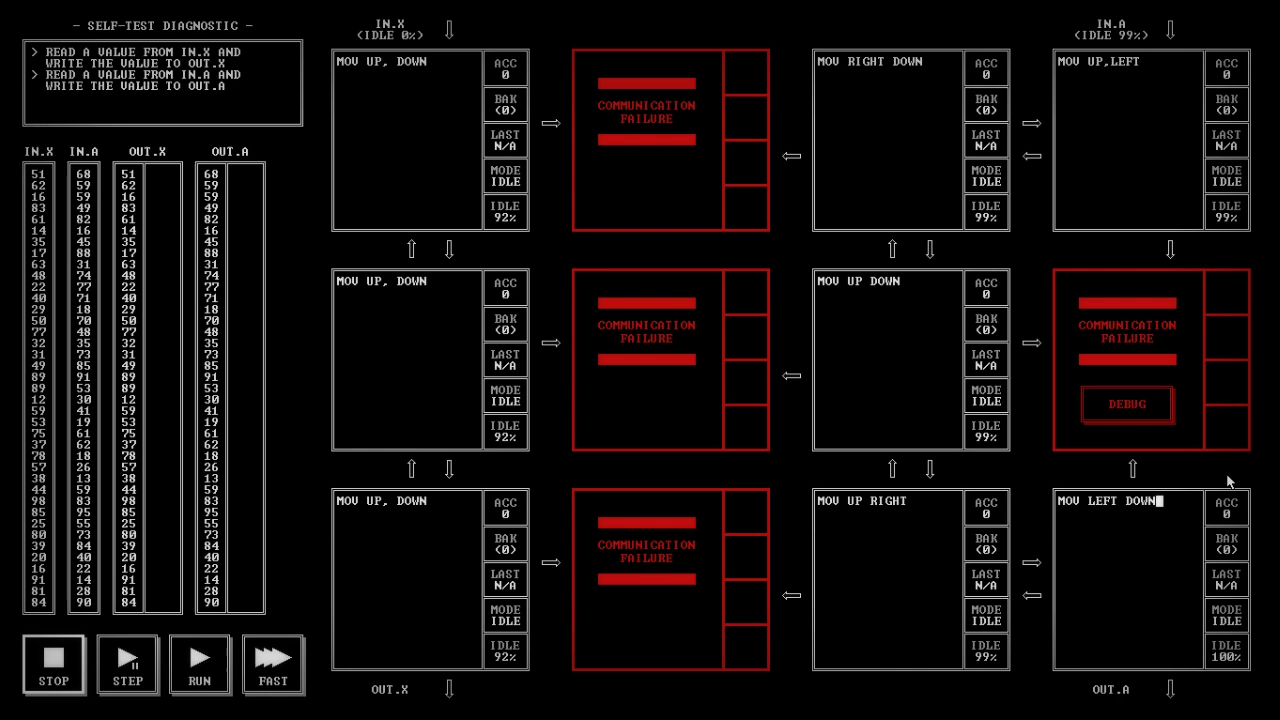 — SELF-TEST DIAGNOSTIC —
> READ A VALUE FROM IN.X AND
WRITE THE VALUE TO OUT.X
> READ A VALUE FROM IN.A AND
WRITE THE VALUE TO OUT.A
IN.X IN.A OUT.X OUT.A
51 68 51 68
62 59 62 59
16 59 16 59
83 49 83 49
61 82 61 82
14 16 14 16
35 45 35 45
17 88 17 88
63 31 63 31
48 74 48 74
22 77 22 77
40 71 40 71
29 18 29 18
50 70 50 70
77 48 77 48
32 35 32 35
31 73 31 73
49 85 49 85
89 91 89 91
89 53 89 53
12 30 12 30
59 41 59 41
53 19 53 19
75 61 75 61
37 62 37 62
78 18 78 18
57 26 57 26
38 13 38 13
44 59 44 59
98 83 98 83
85 95 85 95
25 55 25 55
80 73 80 73
39 84 39 84
20 40 20 40
16 22 16 22
91 14 91 14
81 28 81 28
84 90 84 90
STOP
STEP
RUN
FAST
IN.X
(IDLE 0%)
IN.A
(IDLE 99%)
MOV UP, DOWN
ACC
0
BAK
(0)
LAST
N/A
MODE
IDLE
IDLE
92%
COMMUNICATION
FAILURE
MOV RIGHT DOWN
ACC
0
BAK
(0)
LAST
N/A
MODE
IDLE
IDLE
99%
MOV UP,LEFT
ACC
0
BAK
(0)
LAST
N/A
MODE
IDLE
IDLE
99%
MOV UP, DOWN
ACC
0
BAK
(0)
LAST
N/A
MODE
IDLE
IDLE
92%
COMMUNICATION
FAILURE
MOV UP DOWN
ACC
0
BAK
(0)
LAST
N/A
MODE
IDLE
IDLE
99%
COMMUNICATION
FAILURE
DEBUG
MOV UP, DOWN
ACC
0
BAK
(0)
LAST
N/A
MODE
IDLE
IDLE
92%
COMMUNICATION
FAILURE
MOV UP RIGHT
ACC
0
BAK
(0)
LAST
N/A
MODE
IDLE
IDLE
99%
MOV LEFT DOWN
ACC
0
BAK
(0)
LAST
N/A
MODE
IDLE
IDLE
100%
OUT.X
OUT.A